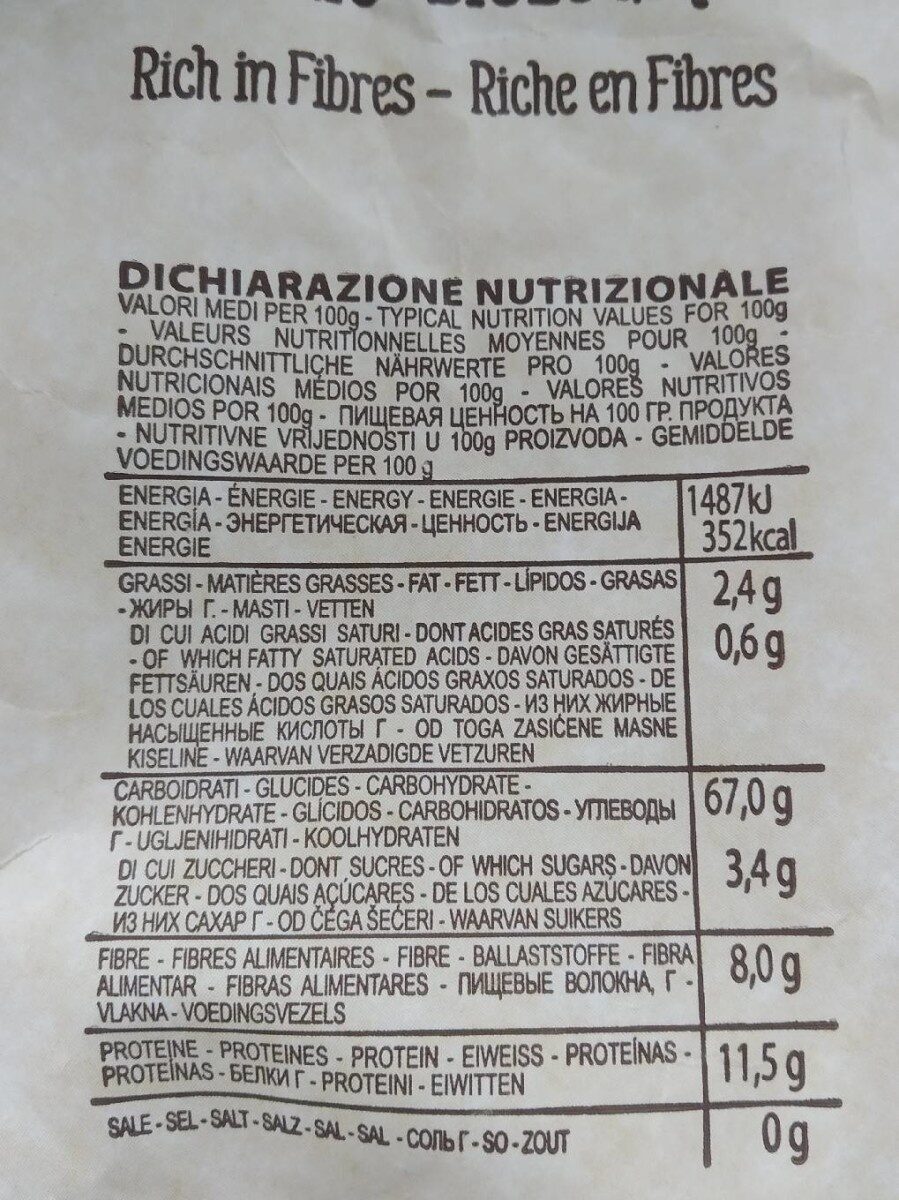 Rich in Fibres - Riche en Fibres
DICHIARAZIONE NUTRIZIONALE
VALORI MEDI PER 100g - TYPICAL NUTRITION VALUES FOR 100g
- VALEURS NUTRITIONNELLES MOYENNES POUR 100g -
DURCHSCHNITTLIÇHE NÄHRWERTE PRO 100g - VALORES
NUTRICIONAIS MÉDIOS POR 100g - VALORES NUTRITIVOS
MEDIOS POR 100g - ПИЩЕВАЯ ЦЕННОСТЬ НА 100 ГР. ПРОДУКТА
- NUTRITIVNE VRIJEDNOSTI U 100g PROIZVODA - GEMIDDELDE
VOEDINGSWAARDE PER 100 g
ENERGIA - ÉNERGIE - ENERGY - ENERGIE - ENERGIA - 1487kJ
ENERGÍA - ЭНЕРГЕТИЧЕСКАЯ - ЦЕННОСТЬ - ENERGIJA 352kcal
ENERGIE
GRASSI - MATIÈRES GRASSES - FAT - FETT - LÍPIDOS - GRASAS 2,4 g
- ЖИРЫ Г. - MASTI - VETTEN
DI CUI ACIDI GRASSI SATURI - DONT ACIDES GRAS SATURÉS 0,6 g
- OF WHICH FATTY SATURATED ACIDS - DAVON GESÄTTIGTE
FETTSÄUREN - DOS QUAIS ÁCIDOS GRAXOS SATURADOS - DE
LOS CUALES ÁCIDOS GRASOS SATURADOS - ИЗ НИХ ЖИРНЫЕ
НАСЫЩЕННЫЕ КИСЛОТЫ Г - OD TOGA ZASIĆENE MASNE
KISELINE - WAARVAN VERZADIGDE VETZUREN
CARBOIDRATI - GLUCIDES - CARBOHYDRATE - 67,0 g
KOHLENHYDRATE - GLÍCIDOS - CARBOHIDRATOS - УГЛЕВОДЫ
Г - UGLJENIHIDRATI - KOOLHYDRATEN
DI CUI ZUCCHERI - DONT SUCRES - OF WHICH SUGARS - DAVON 3,4 g
ZUCKER - DOS QUAIS AÇÚCARES - DE LOS CUALES AZÚCARES -
ИЗ НИХ САХАР Г - OD ČEGA ŠEĆERI - WAARVAN SUIKERS
FIBRE - FIBRES ALIMENTAIRES - FIBRE - BALLASTSTOFFE - FIBRA 8,0 g
ALIMENTAR - FIBRAS ALIMENTARES - ПИЩЕВЫЕ ВОЛОКНА, Г -
VLAKNA - VOEDINGSVEZELS
PROTEINE - PROTEINES - PROTEIN - EIWEISS - PROTEÍNAS - 11,5 g
PROTEÍNAS - БЕЛКИ Г - PROTEINI - EIWITTEN
SALE - SEL - SALT - SALZ - SAL - SAL - СОЛЬ Г - SO - ZOUT 0 g